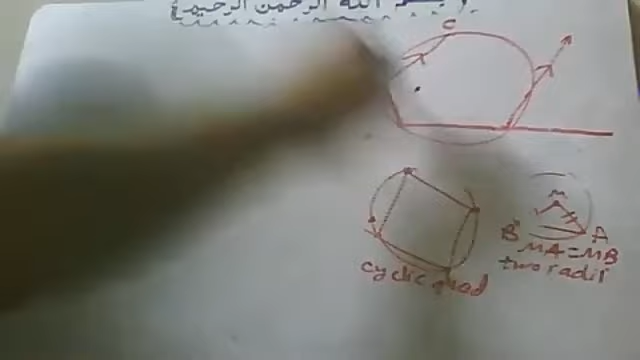 بسم الله الرحمن الرحيم
C
M
B A
MA = MB
two radii
cyclic quad